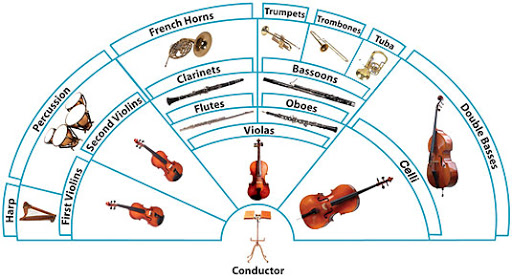 French Horns
Trumpets
Trombones
Tuba
Percussion
Clarinets
Bassoons
Double Basses
Second Violins
Flutes
Oboes
Violas
Celli
Harp
First Violins
Conductor